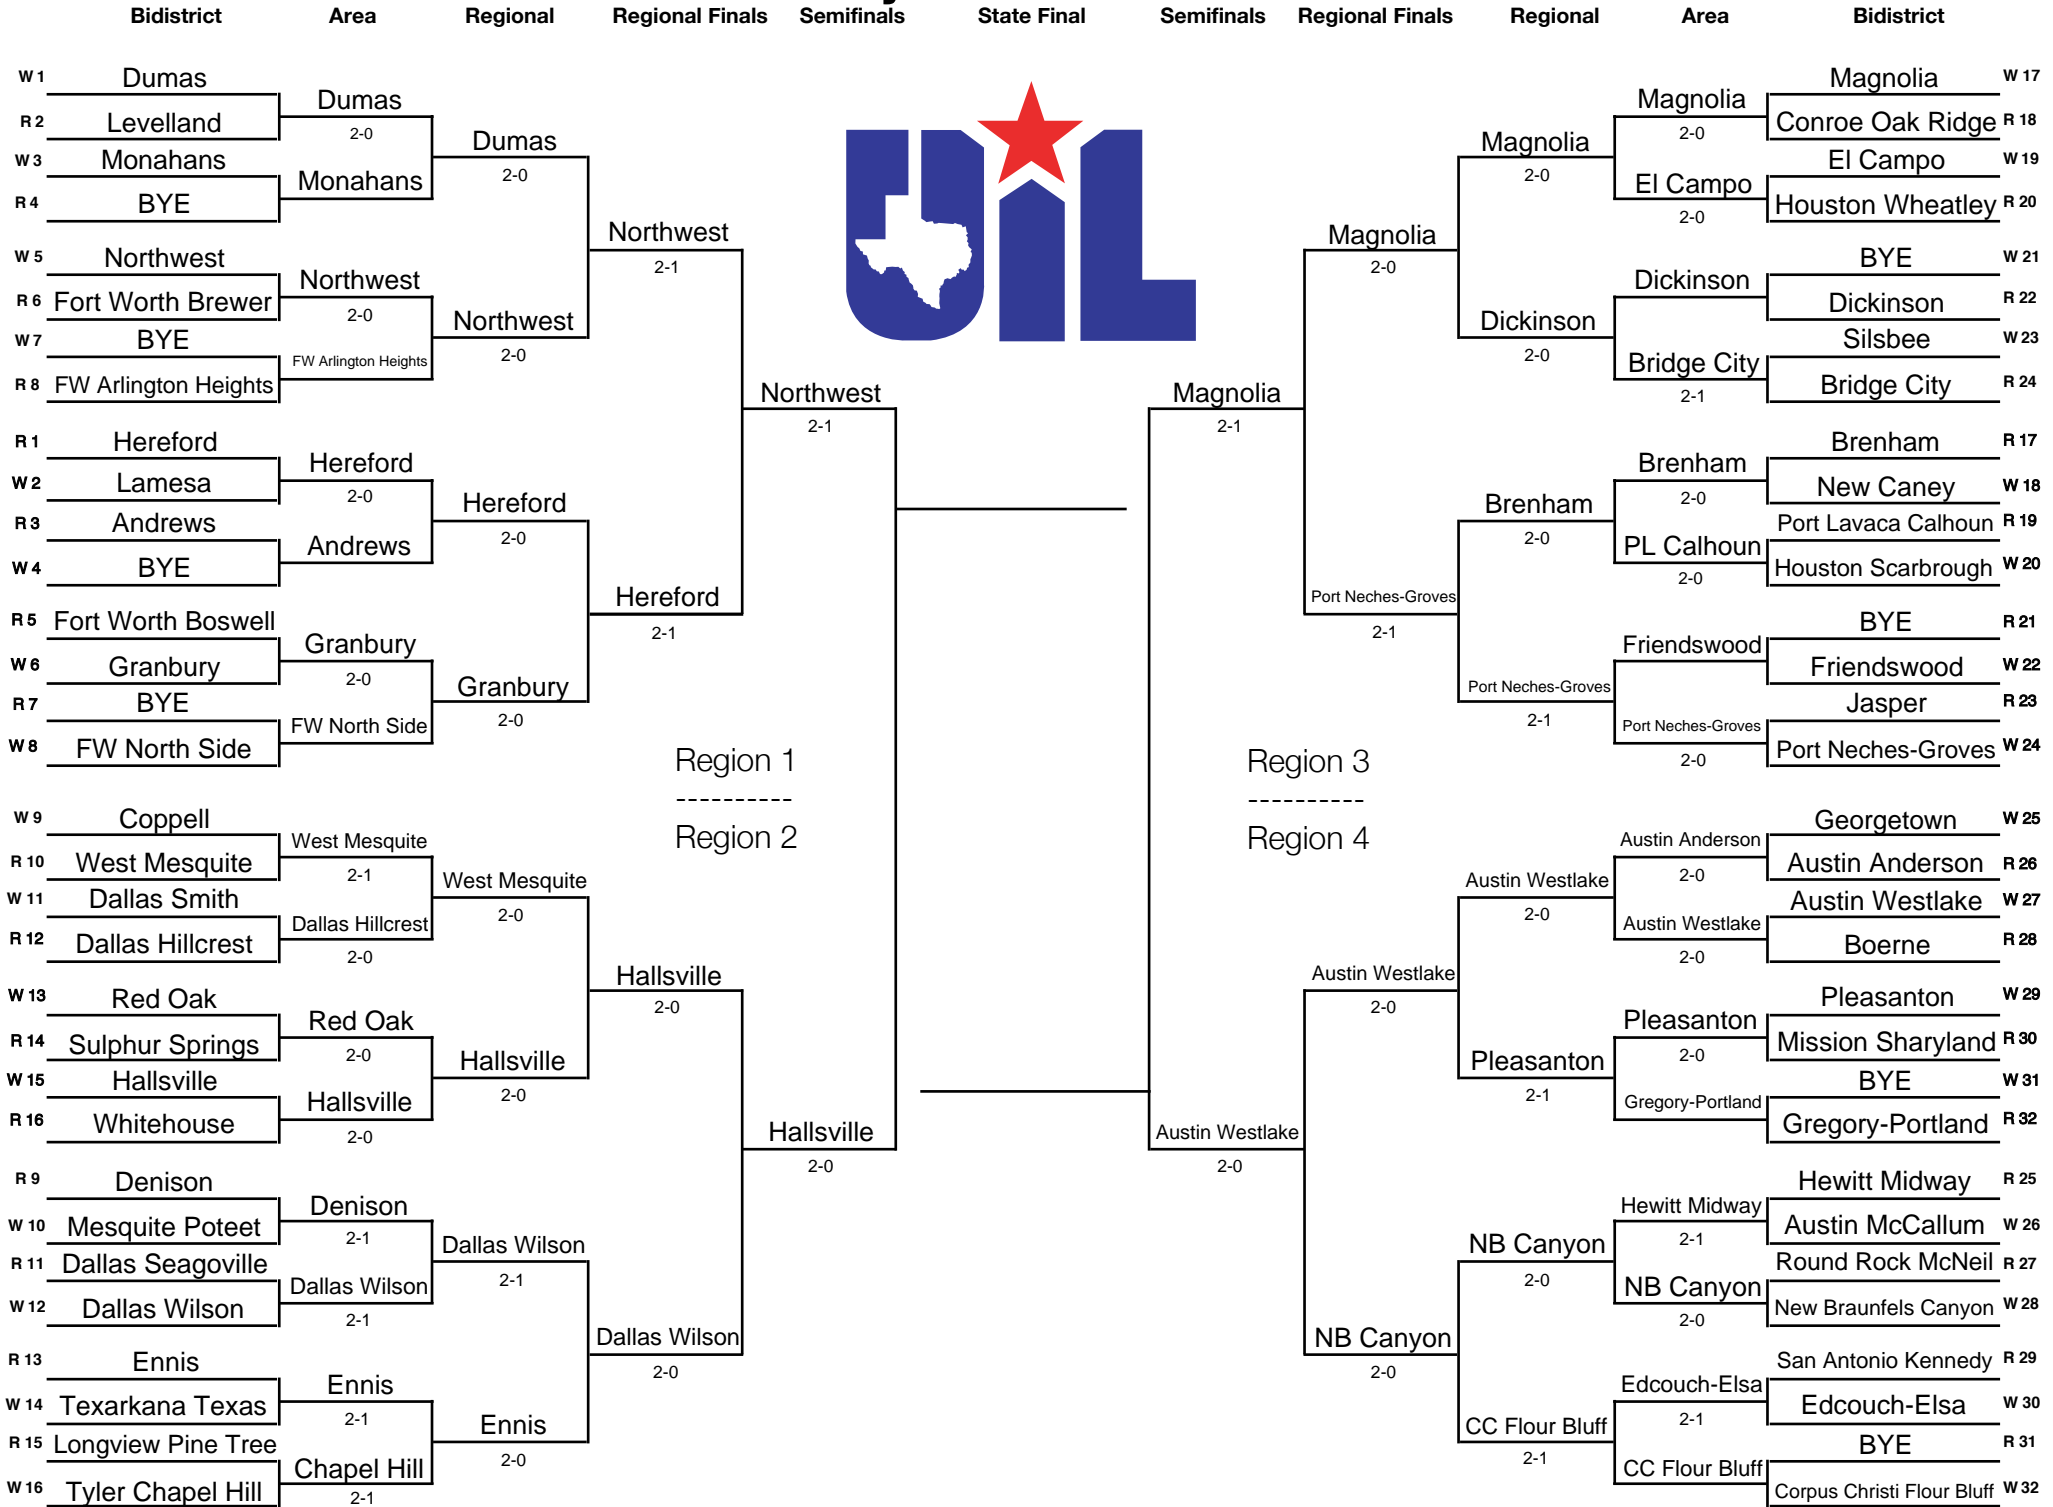 Bidistrict Area Regional Regional Finals Semifinals State Final Semifinals Regional Finals Regional Area Bidistrict
W 1 Dumas
R 2 Levelland
W 3 Monahans
R 4 BYE
W 5 Northwest
R 6 Fort Worth Brewer
W 7 BYE
R 8 FW Arlington Heights
R 1 Hereford
W 2 Lamesa
R 3 Andrews
W 4 BYE
R 5 Fort Worth Boswell
W 6 Granbury
R 7 BYE
W 8 FW North Side
W 9 Coppell
R 10 West Mesquite
W 11 Dallas Smith
R 12 Dallas Hillcrest
W 13 Red Oak
R 14 Sulphur Springs
W 15 Hallsville
R 16 Whitehouse
R 9 Denison
W 10 Mesquite Poteet
R 11 Dallas Seagoville
W 12 Dallas Wilson
R 13 Ennis
W 14 Texarkana Texas
R 15 Longview Pine Tree
W 16 Tyler Chapel Hill
Dumas
2-0
Monahans
Northwest
2-0
FW Arlington Heights
Hereford
2-0
Andrews
Granbury
2-0
FW North Side
West Mesquite
2-1
Dallas Hillcrest
2-0
Red Oak
2-0
Hallsville
2-0
Denison
2-1
Dallas Wilson
2-1
Ennis
2-1
Chapel Hill
2-1
Dumas
2-0
Northwest
2-0
Hereford
2-0
Granbury
2-0
West Mesquite
2-0
Hallsville
2-0
Dallas Wilson
2-1
Ennis
2-0
Northwest
2-1
Hereford
2-1
Region 1
----------
Region 2
Hallsville
2-0
Dallas Wilson
2-0
Northwest
2-1
Hallsville
2-0
UIL
Magnolia
2-1
Austin Westlake
2-0
Magnolia
2-0
Port Neches-Groves
2-1
Region 3
----------
Region 4
Austin Westlake
2-0
NB Canyon
2-0
Magnolia
2-0
Dickinson
2-0
Brenham
2-0
Port Neches-Groves
2-1
Austin Westlake
2-0
Pleasanton
2-1
NB Canyon
2-0
CC Flour Bluff
2-1
Magnolia
2-0
El Campo
2-0
Dickinson
Bridge City
2-1
Brenham
2-0
PL Calhoun
2-0
Friendswood
Port Neches-Groves
2-0
Austin Anderson
2-0
Austin Westlake
2-0
Pleasanton
2-0
Gregory-Portland
Hewitt Midway
2-1
NB Canyon
2-0
Edcouch-Elsa
2-1
CC Flour Bluff
Magnolia W 17
Conroe Oak Ridge R 18
El Campo W 19
Houston Wheatley R 20
BYE W 21
Dickinson R 22
Silsbee W 23
Bridge City R 24
Brenham R 17
New Caney W 18
Port Lavaca Calhoun R 19
Houston Scarbrough W 20
BYE R 21
Friendswood W 22
Jasper R 23
Port Neches-Groves W 24
Georgetown W 25
Austin Anderson R 26
Austin Westlake W 27
Boerne R 28
Pleasanton W 29
Mission Sharyland R 30
BYE W 31
Gregory-Portland R 32
Hewitt Midway R 25
Austin McCallum W 26
Round Rock McNeil R 27
New Braunfels Canyon W 28
San Antonio Kennedy R 29
Edcouch-Elsa W 30
BYE R 31
Corpus Christi Flour Bluff W 32